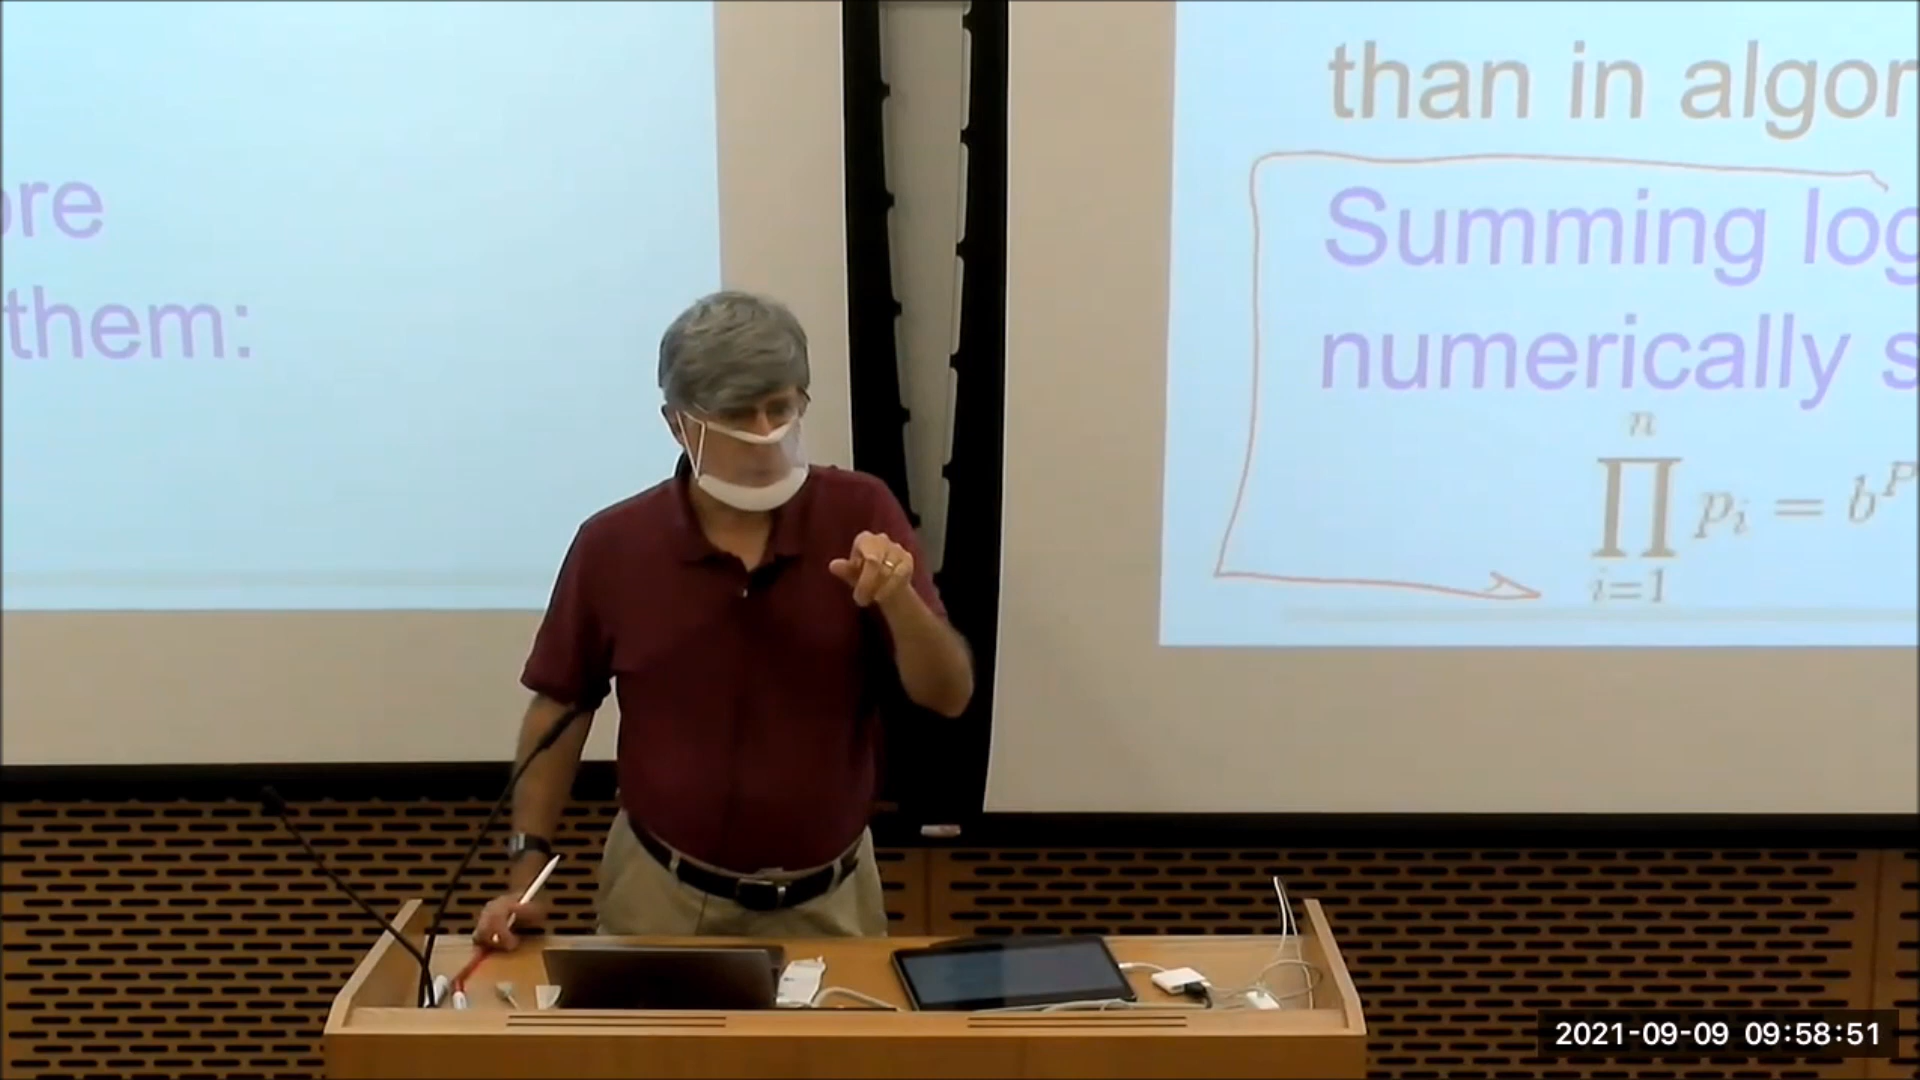 ore
them:
than in algor
Summing log
numerically s
n
∏ pᵢ = b^P
i=1
2021-09-09 09:58:51